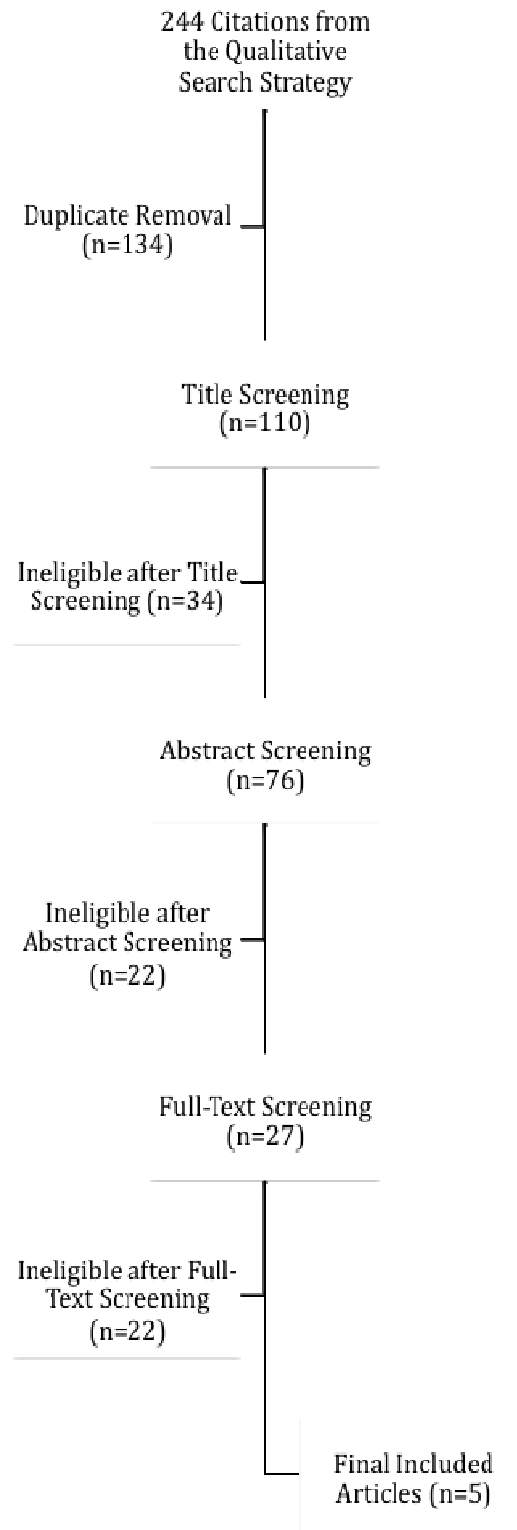 244 Citations from
the Qualitative
Search Strategy
Duplicate Removal
(n=134)
Title Screening
(n=110)
Ineligible after Title
Screening (n=34)
Abstract Screening
(n=76)
Ineligible after
Abstract Screening
(n=22)
Full-Text Screening
(n=27)
Ineligible after Full-
Text Screening
(n=22)
Final Included
Articles (n=5)